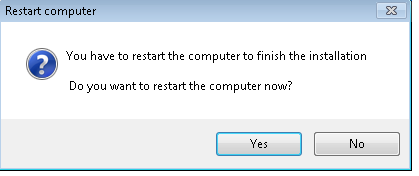 Restart computer
You have to restart the computer to finish the installation
Do you want to restart the computer now?
Yes
No